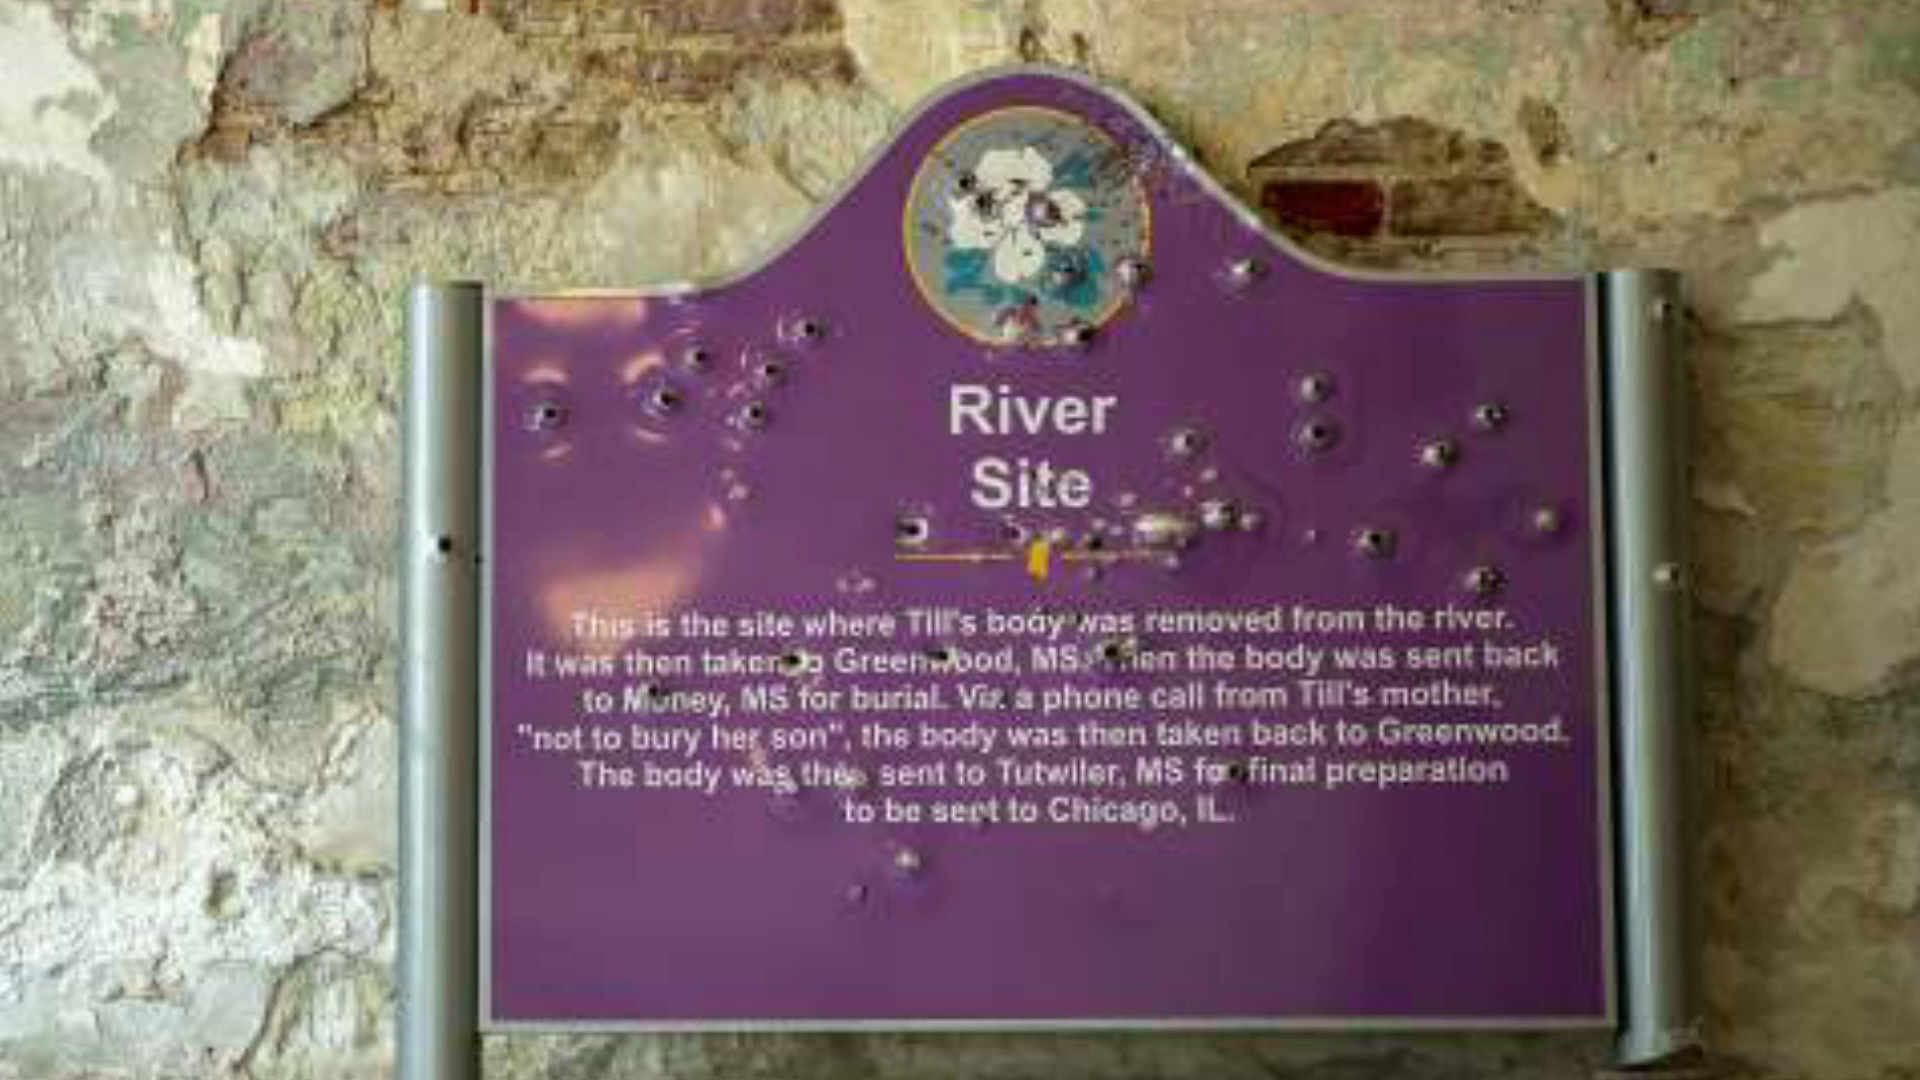 River
Site
This is the site where Till's body was removed from the river.
It was then taken to Greenwood, MS. Then the body was sent back
to Money, MS for burial. Via a phone call from Till's mother,
"not to bury her son", the body was then taken back to Greenwood.
The body was then sent to Tutwiler, MS for final preparation
to be sent to Chicago, IL.